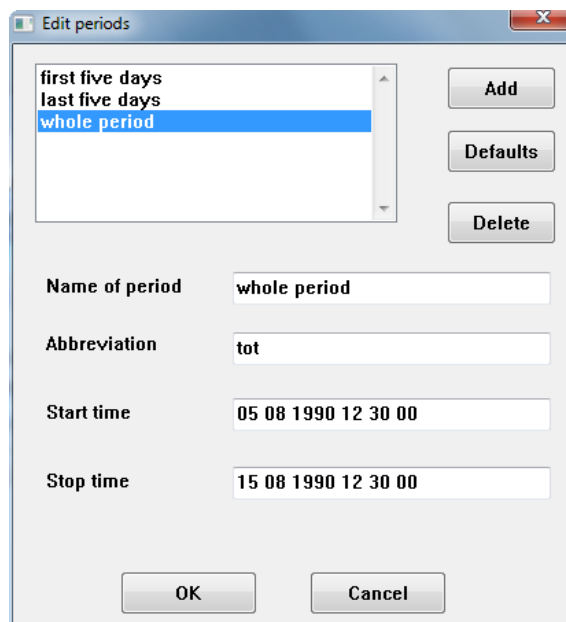 Edit periods
first five days
last five days
whole period
Add
Defaults
Delete
Name of period
whole period
Abbreviation
tot
Start time
05 08 1990 12 30 00
Stop time
15 08 1990 12 30 00
OK
Cancel